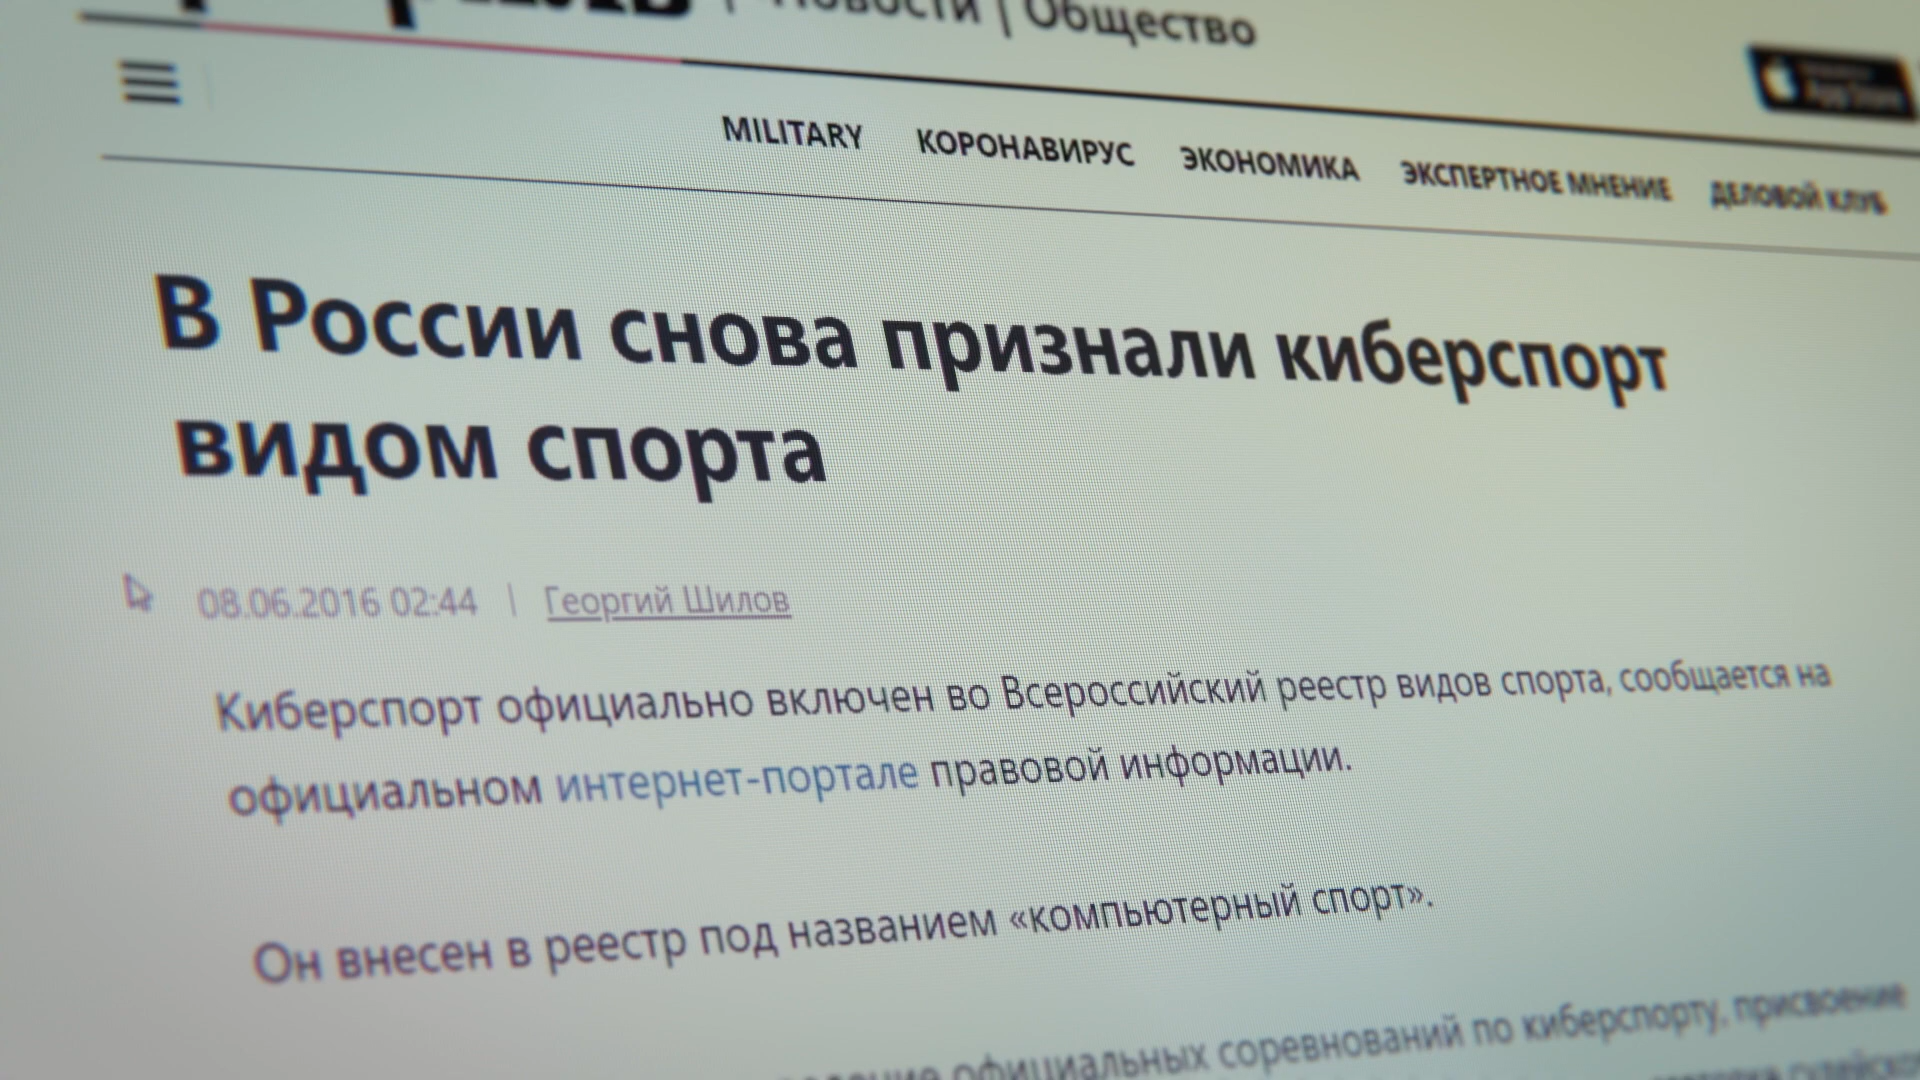 Новости | Общество
App Store
MILITARY КОРОНАВИРУС ЭКОНОМИКА ЭКСПЕРТНОЕ МНЕНИЕ ДЕЛОВОЙ КЛУБ
В России снова признали киберспорт
видом спорта
08.06.2016 02:44 | Георгий Шилов
Киберспорт официально включен во Всероссийский реестр видов спорта, сообщается на
официальном интернет-портале правовой информации.
Он внесен в реестр под названием «компьютерный спорт».
официальных соревнований по киберспорту, присвоение